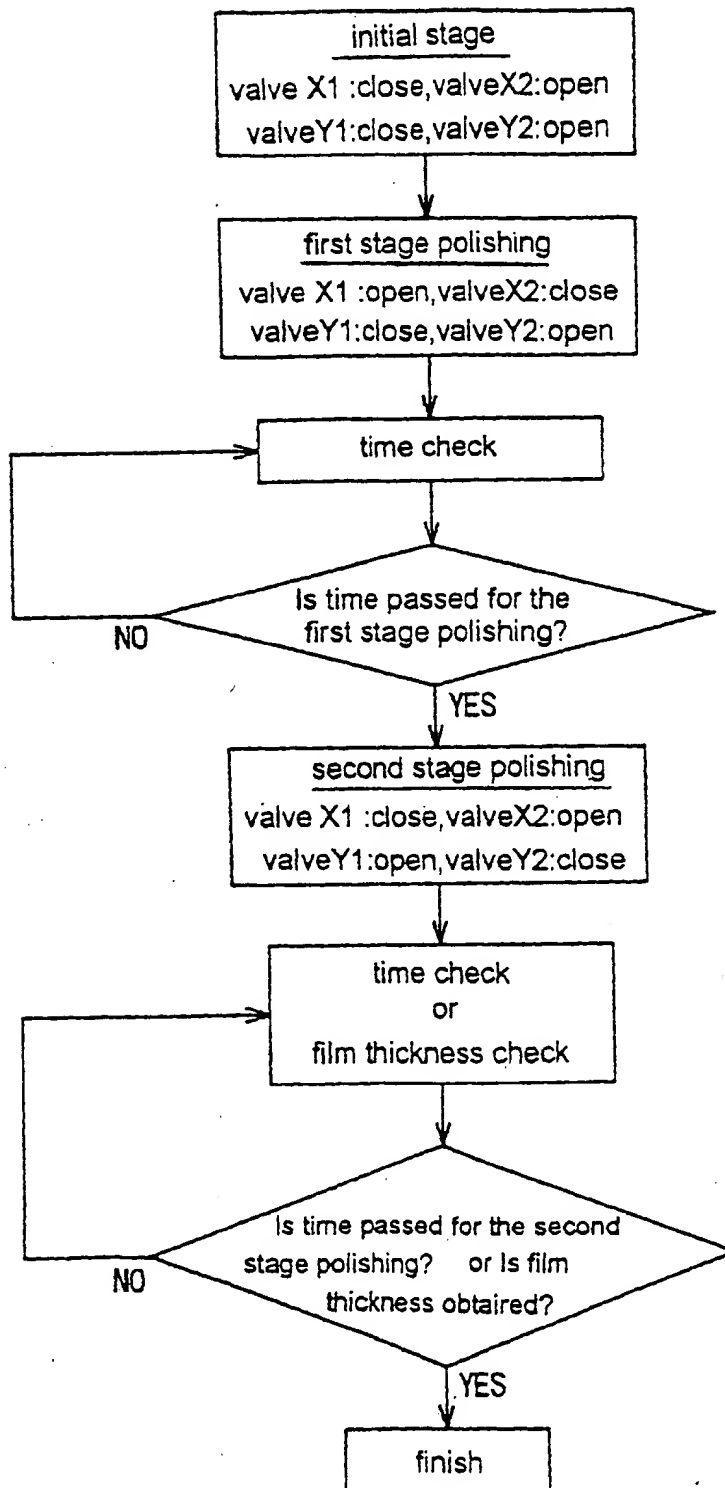 initial stage
valve X1 :close,valveX2:open
valveY1:close,valveY2:open
first stage polishing
valve X1 :open,valveX2:close
valveY1:close,valveY2:open
time check
Is time passed for the
first stage polishing?
NO
YES
second stage polishing
valve X1 :close,valveX2:open
valveY1:open,valveY2:close
time check
or
film thickness check
Is time passed for the second
stage polishing? or Is film
thickness obtaired?
NO
YES
finish